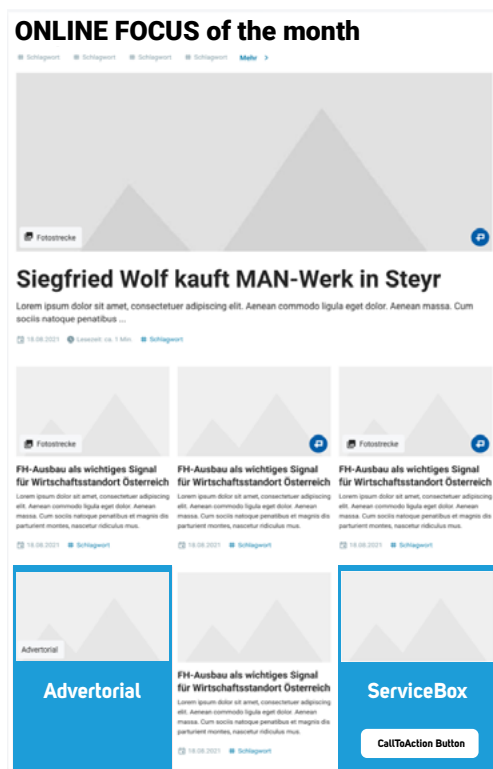 ONLINE FOCUS of the month
Schlagwort Schlagwort Schlagwort Schlagwort Mehr >
Fotostrecke
Siegfried Wolf kauft MAN-Werk in Steyr
Lorem ipsum dolor sit amet, consectetuer adipiscing elit. Aenean commodo ligula eget dolor. Aenean massa. Cum
sociis natoque penatibus ...
18.08.2021 Lesezeit: ca. 1 Min. Schlagwort
Fotostrecke
FH-Ausbau als wichtiges Signal
für Wirtschaftsstandort Österreich
Lorem ipsum dolor sit amet, consectetuer adipiscing
elit. Aenean commodo ligula eget dolor. Aenean
massa. Cum sociis natoque penatibus et magnis dis
parturient montes, nascetur ridiculus mus.
18.08.2021 Schlagwort
FH-Ausbau als wichtiges Signal
für Wirtschaftsstandort Österreich
Lorem ipsum dolor sit amet, consectetuer adipiscing
elit. Aenean commodo ligula eget dolor. Aenean
massa. Cum sociis natoque penatibus et magnis dis
parturient montes, nascetur ridiculus mus.
18.08.2021 Schlagwort
Fotostrecke
FH-Ausbau als wichtiges Signal
für Wirtschaftsstandort Österreich
Lorem ipsum dolor sit amet, consectetuer adipiscing
elit. Aenean commodo ligula eget dolor. Aenean
massa. Cum sociis natoque penatibus et magnis dis
parturient montes, nascetur ridiculus mus.
18.08.2021 Schlagwort
Advertorial
Advertorial
FH-Ausbau als wichtiges Signal
für Wirtschaftsstandort Österreich
Lorem ipsum dolor sit amet, consectetuer adipiscing
elit. Aenean commodo ligula eget dolor. Aenean
massa. Cum sociis natoque penatibus et magnis dis
parturient montes, nascetur ridiculus mus.
18.08.2021 Schlagwort
ServiceBox
CallToAction Button